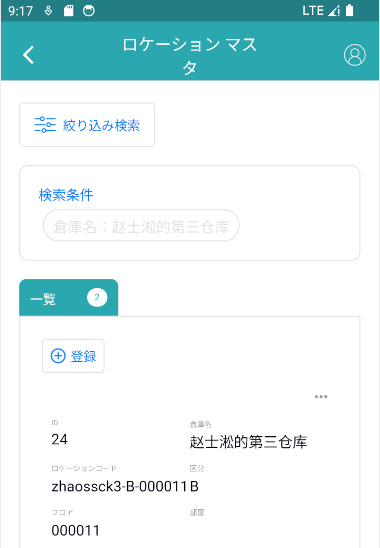 9:17
LTE
ロケーション マス
タ
絞り込み検索
検索条件
倉庫名：赵士淞的第三仓库
一覧 2
登録
ID 倉庫名
24 赵士淞的第三仓库
ロケーションコード 区分
zhaossck3-B-000011 B
フロア 部屋
000011